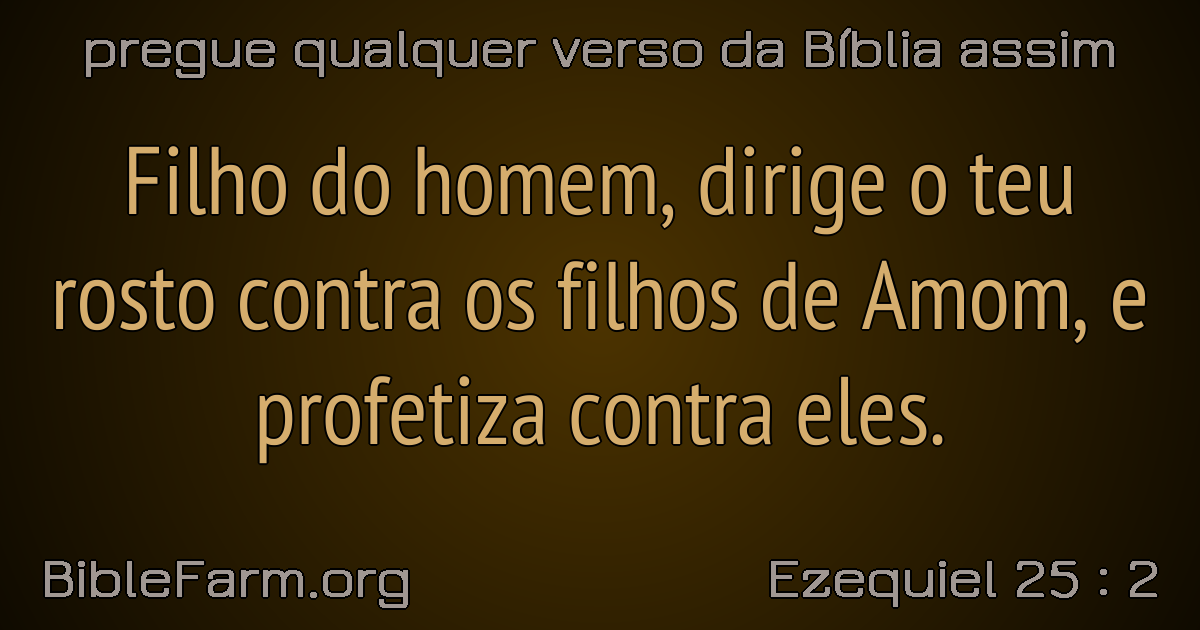 pregue qualquer verso da Bíblia assim
Filho do homem, dirige o teu
rosto contra os filhos de Amom, e
profetiza contra eles.
BibleFarm.org
Ezequiel 25 : 2